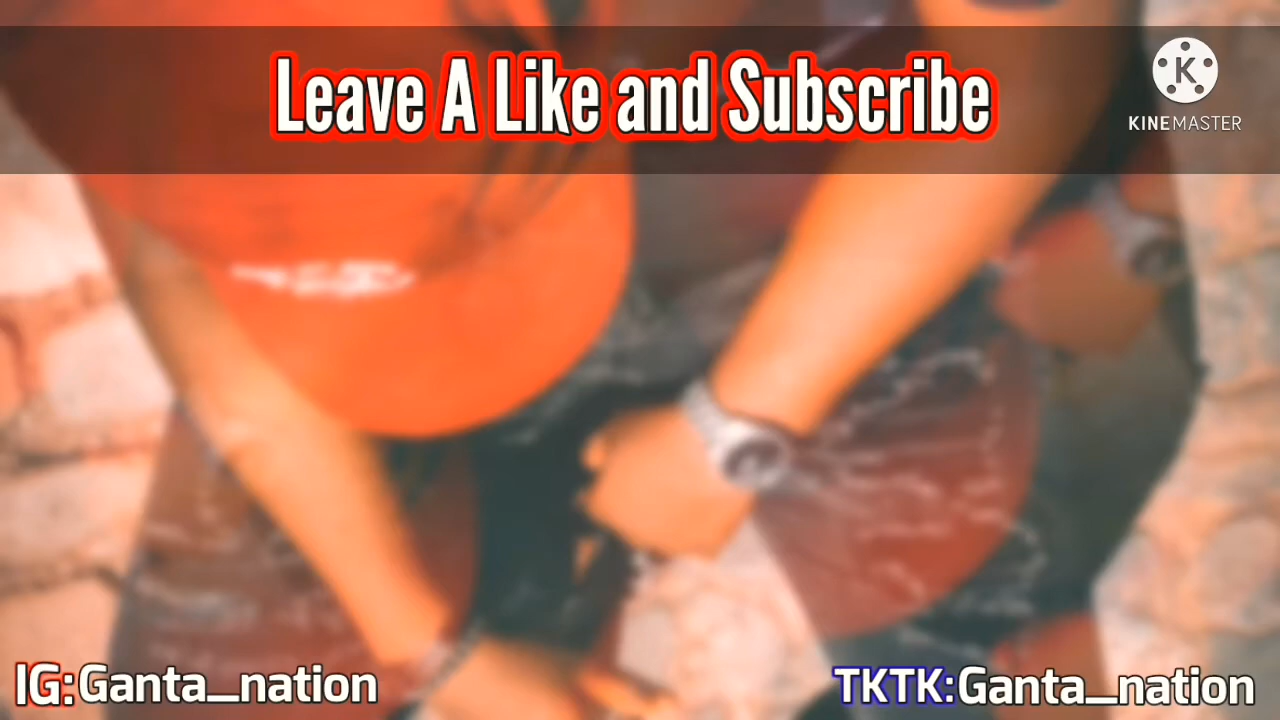 Leave A Like and Subscribe
K
KINEMASTER
IG:Ganta_nation
TKTK:Ganta_nation